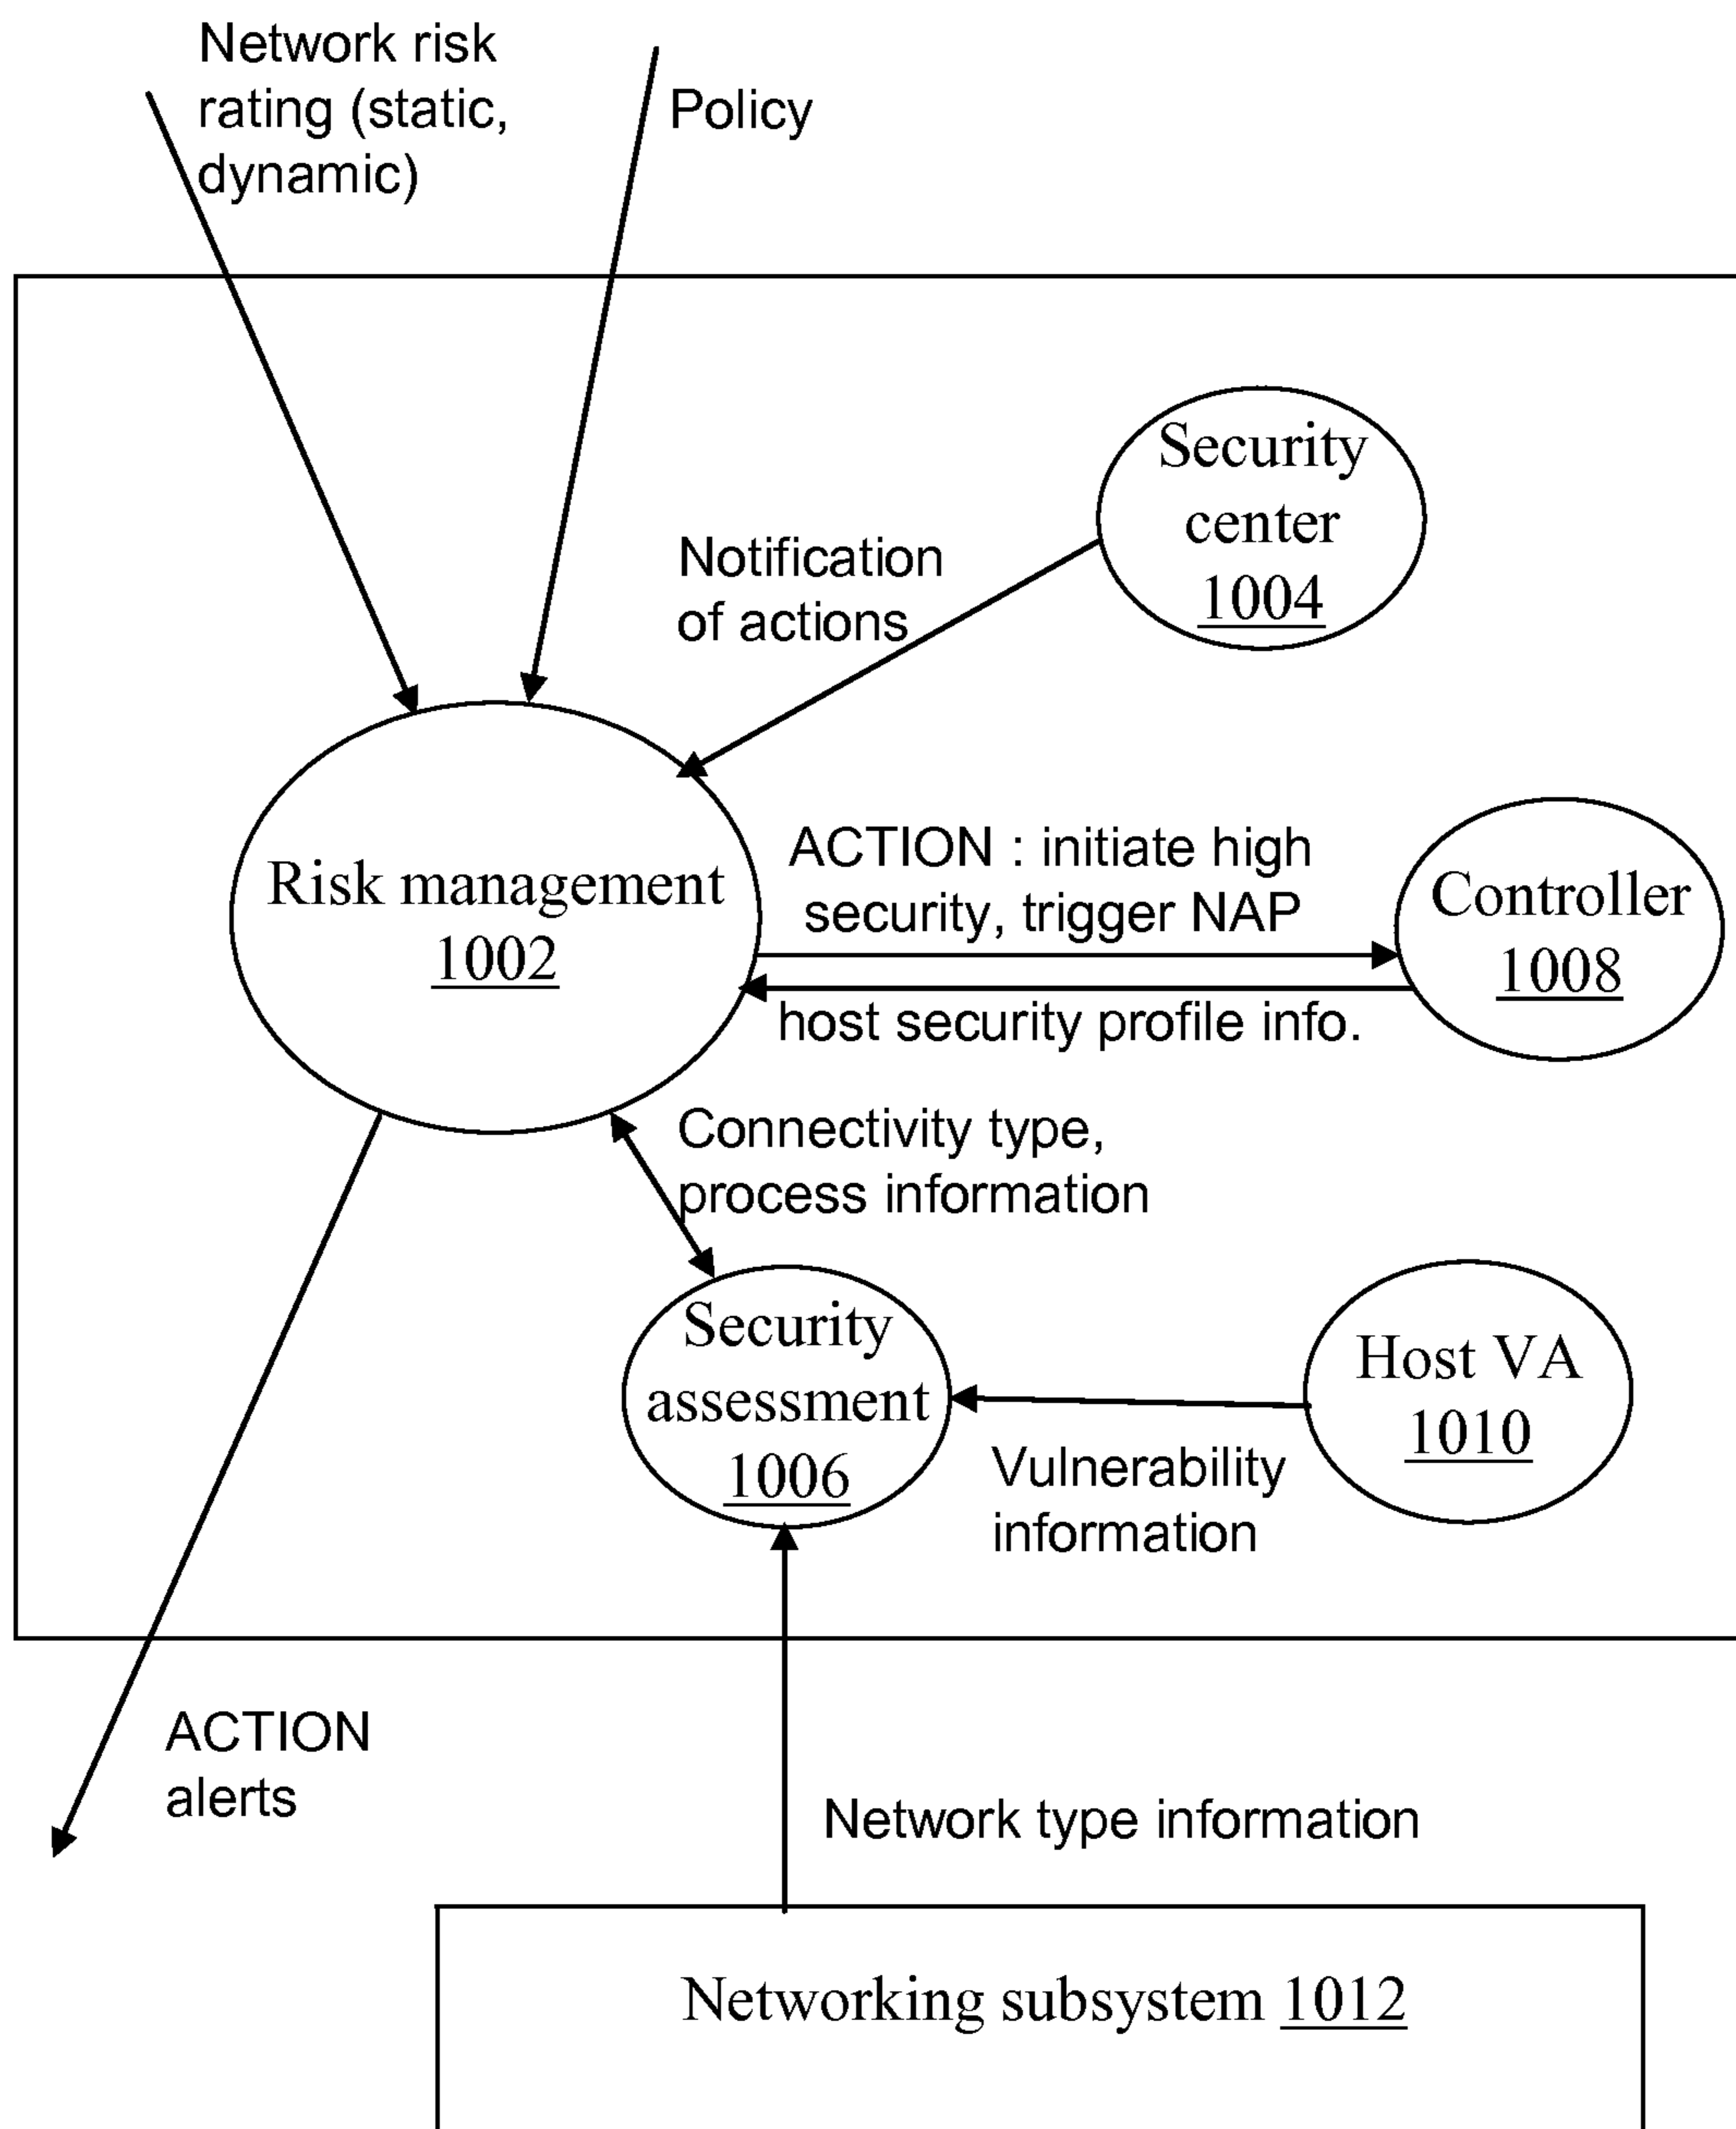 Network risk
rating (static,
dynamic)
Policy
Security
center
1004
Notification
of actions
Risk management
1002
ACTION : initiate high
security, trigger NAP
host security profile info.
Controller
1008
Connectivity type,
process information
Security
assessment
1006
Host VA
1010
Vulnerability
information
ACTION
alerts
Network type information
Networking subsystem 1012